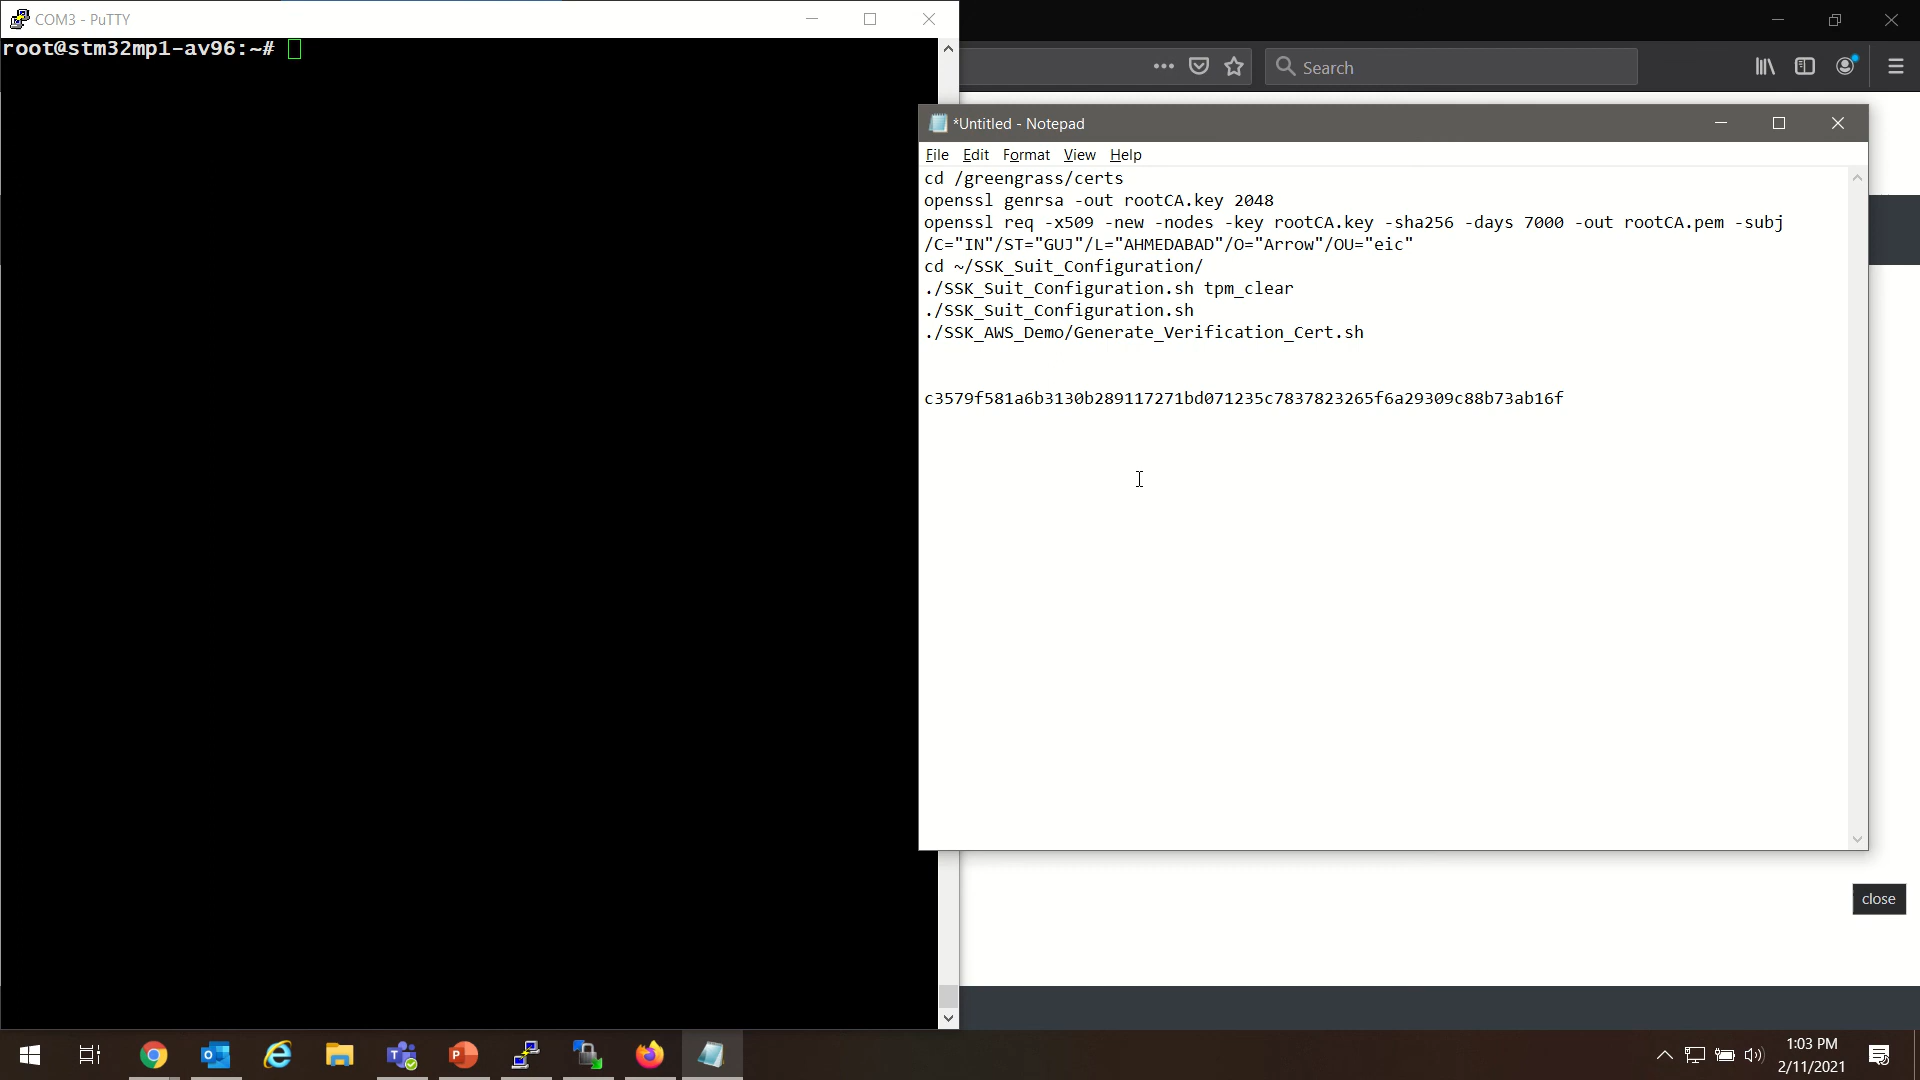 COM3 - PuTTY
root@stm32mp1-av96:~#
Search
*Untitled - Notepad
File Edit Format View Help
cd /greengrass/certs
openssl genrsa -out rootCA.key 2048
openssl req -x509 -new -nodes -key rootCA.key -sha256 -days 7000 -out rootCA.pem -subj
/C="IN"/ST="GUJ"/L="AHMEDABAD"/O="Arrow"/OU="eic"
cd ~/SSK_Suit_Configuration/
./SSK_Suit_Configuration.sh tpm_clear
./SSK_Suit_Configuration.sh
./SSK_AWS_Demo/Generate_Verification_Cert.sh
c3579f581a6b3130b289117271bd071235c7837823265f6a29309c88b73ab16f
close
1:03 PM
2/11/2021